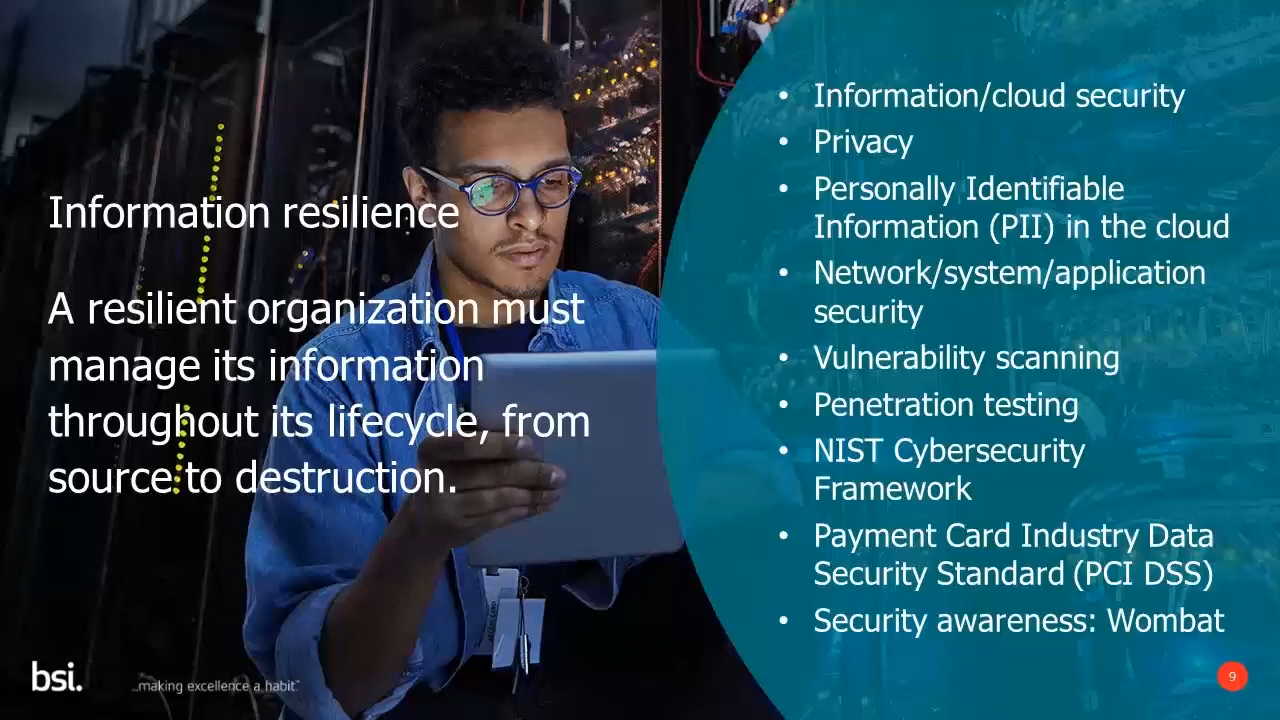 Information resilience
A resilient organization must
manage its information
throughout its lifecycle, from
source to destruction.
• Information/cloud security
• Privacy
• Personally Identifiable
Information (PII) in the cloud
• Network/system/application
security
• Vulnerability scanning
• Penetration testing
• NIST Cybersecurity
Framework
• Payment Card Industry Data
Security Standard (PCI DSS)
• Security awareness: Wombat
bsi.
...making excellence a habit.™
9